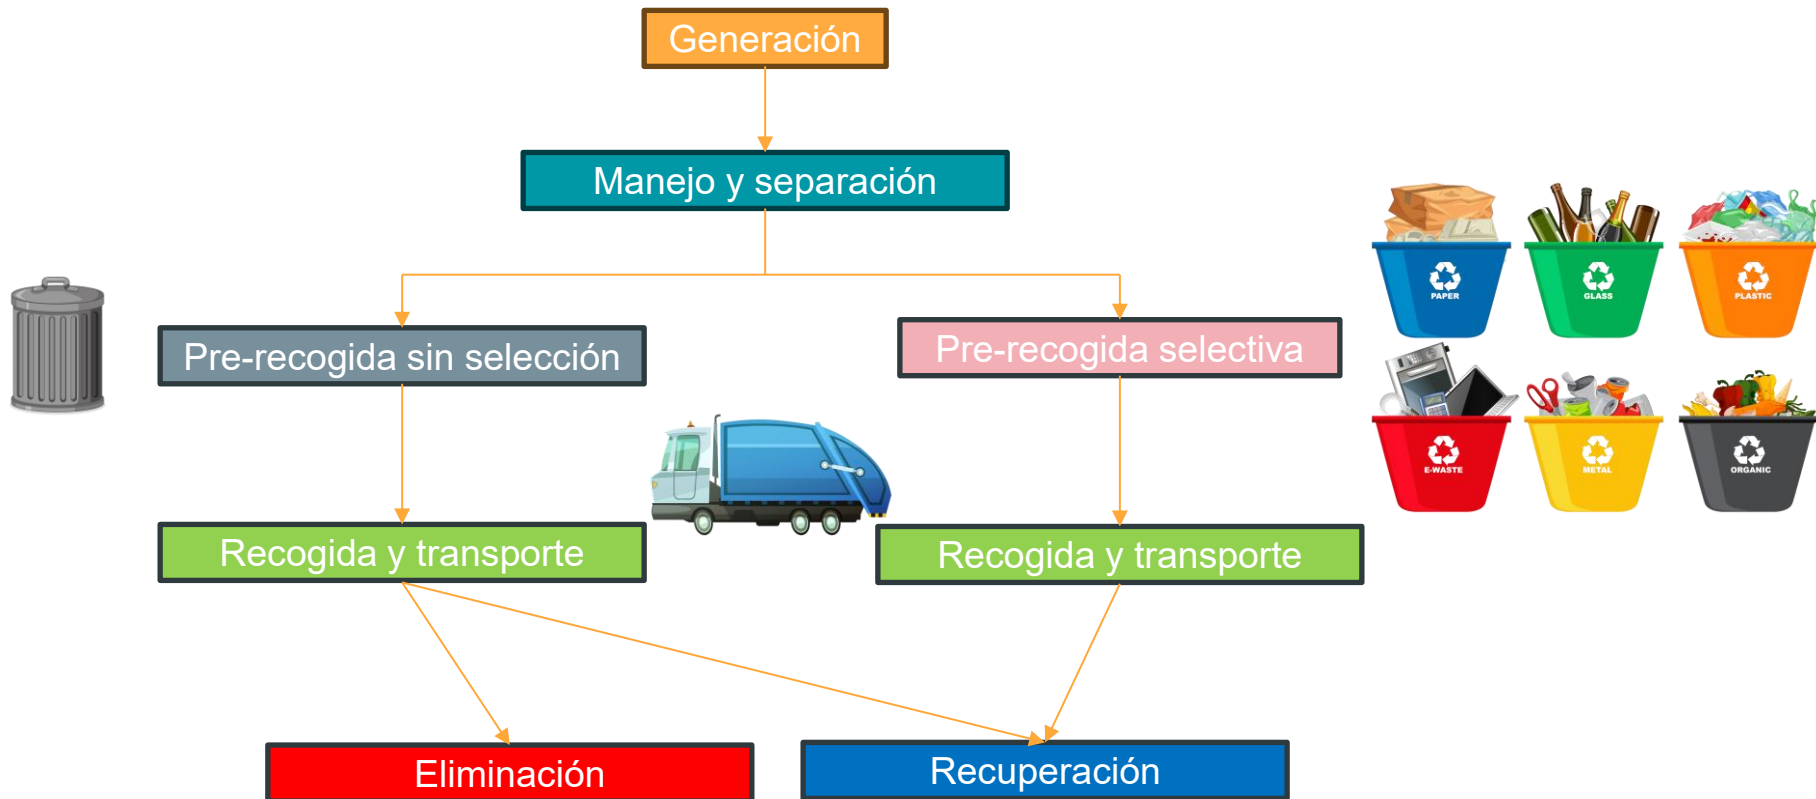 Generación
Manejo y separación
Pre-recogida sin selección
Pre-recogida selectiva
PAPER
GLASS
PLASTIC
E-WASTE
METAL
ORGANIC
Recogida y transporte
Recogida y transporte
Eliminación
Recuperación